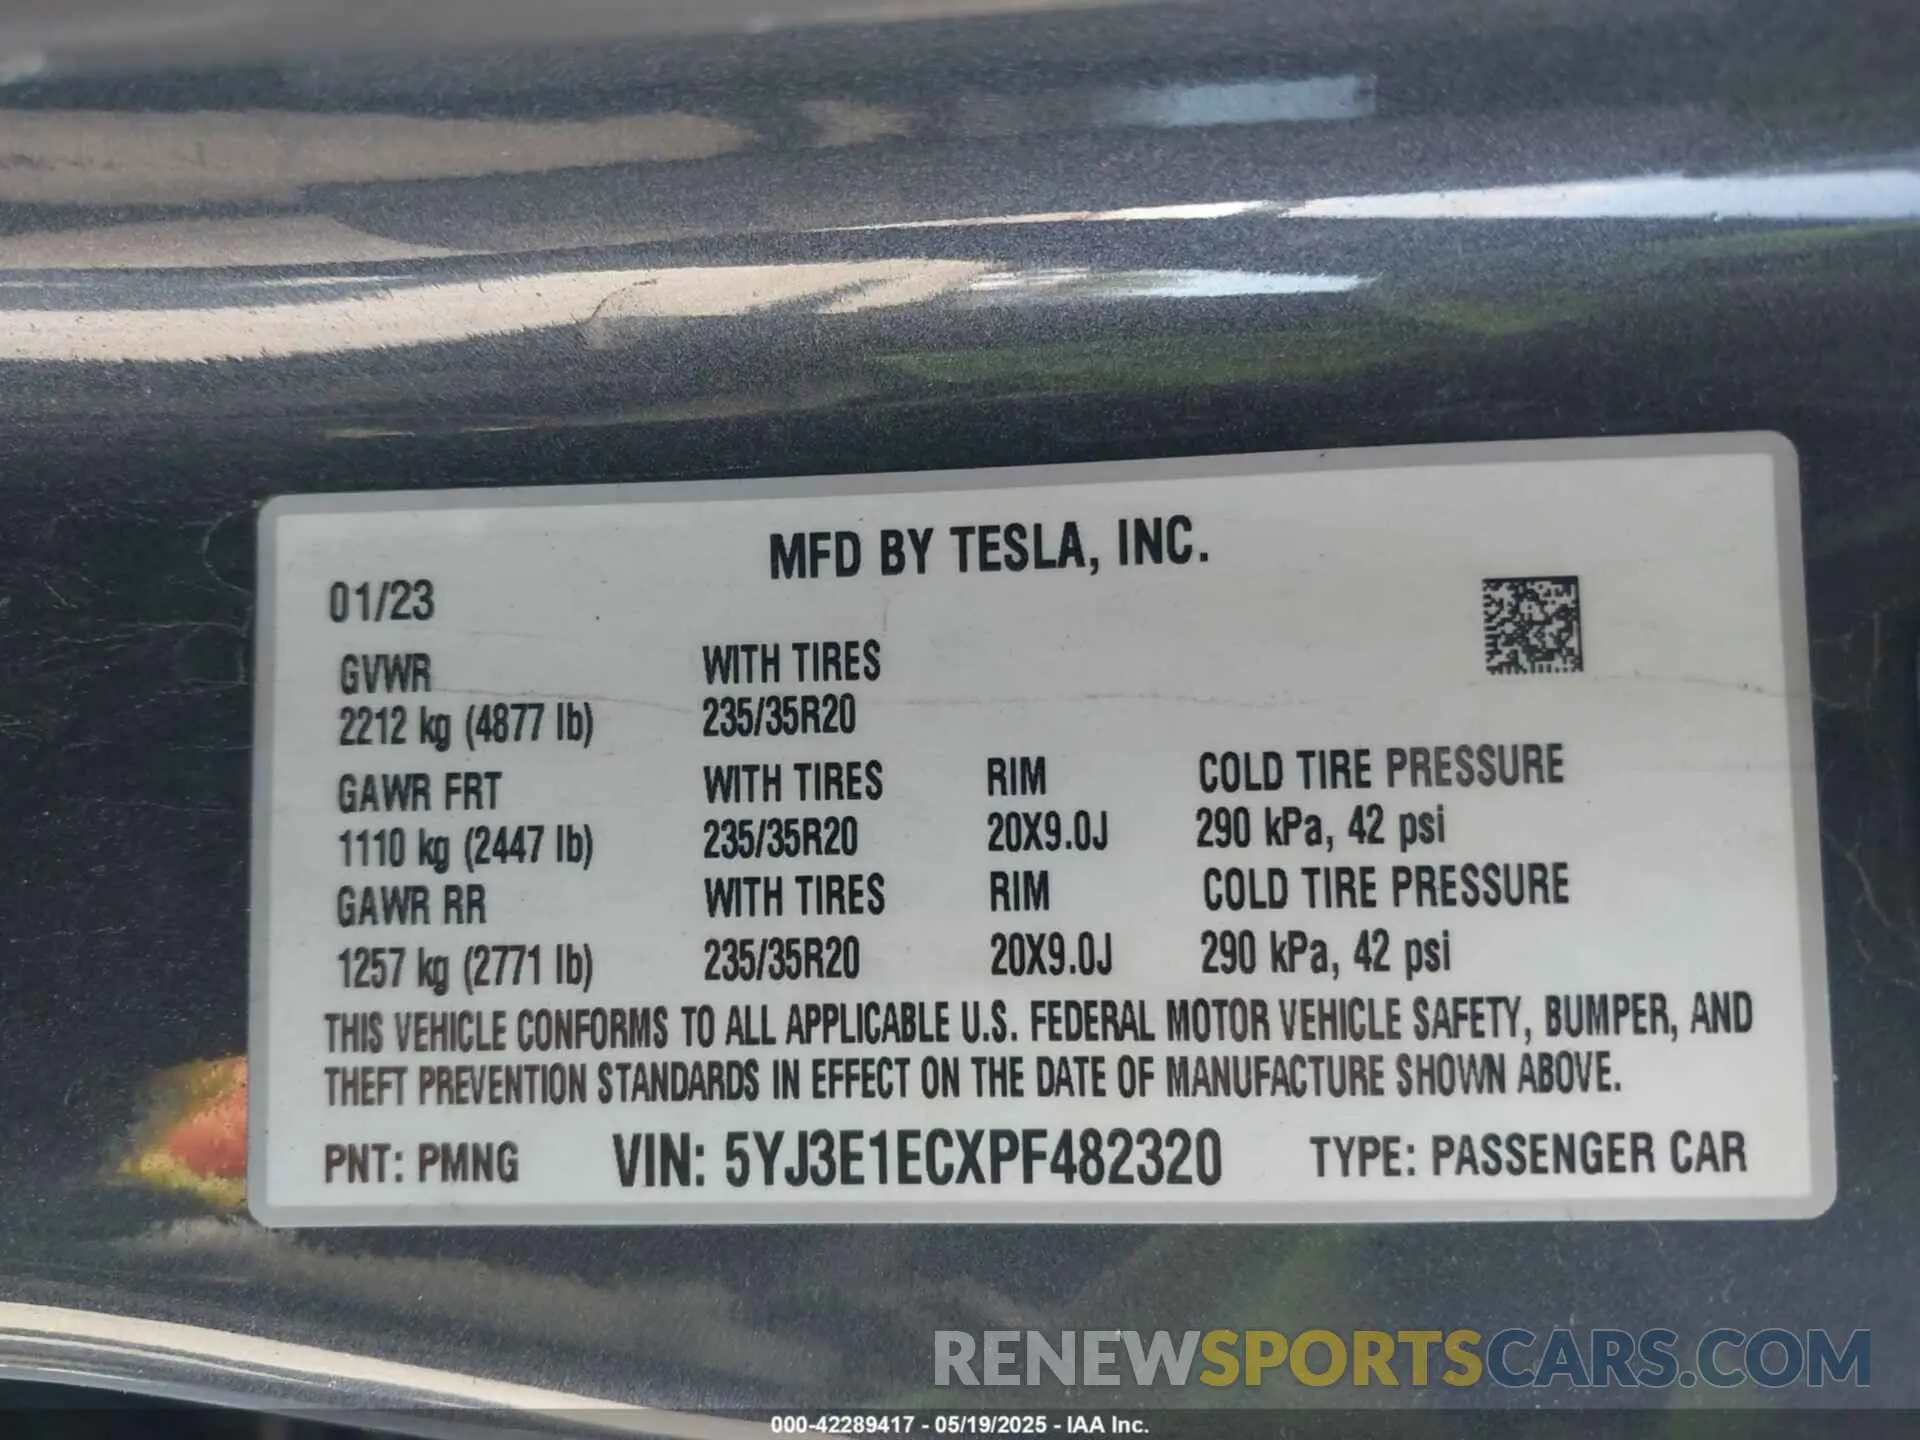 MFD BY TESLA, INC.
01/23
GVWR WITH TIRES
2212 kg (4877 lb) 235/35R20
GAWR FRT WITH TIRES RIM COLD TIRE PRESSURE
1110 kg (2447 lb) 235/35R20 20X9.0J 290 kPa, 42 psi
GAWR RR WITH TIRES RIM COLD TIRE PRESSURE
1257 kg (2771 lb) 235/35R20 20X9.0J 290 kPa, 42 psi
THIS VEHICLE CONFORMS TO ALL APPLICABLE U.S. FEDERAL MOTOR VEHICLE SAFETY, BUMPER, AND
THEFT PREVENTION STANDARDS IN EFFECT ON THE DATE OF MANUFACTURE SHOWN ABOVE.
PNT: PMNG VIN: 5YJ3E1ECXPF482320 TYPE: PASSENGER CAR
RENEWSPORTSCARS.COM
000-42289417 - 05/19/2025 - IAA Inc.